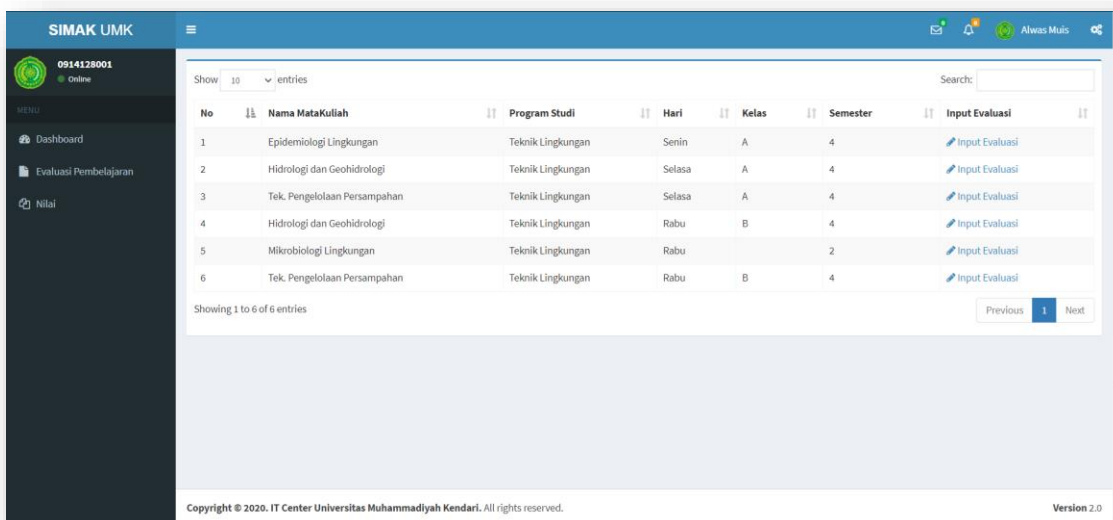 SIMAK UMK
0 0 Alwas Muis
0914128001
Online
MENU
Dashboard
Evaluasi Pembelajaran
Nilai
Show 10 entries Search:
No Nama MataKuliah Program Studi Hari Kelas Semester Input Evaluasi
1 Epidemiologi Lingkungan Teknik Lingkungan Senin A 4 Input Evaluasi
2 Hidrologi dan Geohidrologi Teknik Lingkungan Selasa A 4 Input Evaluasi
3 Tek. Pengelolaan Persampahan Teknik Lingkungan Selasa A 4 Input Evaluasi
4 Hidrologi dan Geohidrologi Teknik Lingkungan Rabu B 4 Input Evaluasi
5 Mikrobiologi Lingkungan Teknik Lingkungan Rabu 2 Input Evaluasi
6 Tek. Pengelolaan Persampahan Teknik Lingkungan Rabu B 4 Input Evaluasi
Showing 1 to 6 of 6 entries Previous 1 Next
Copyright © 2020. IT Center Universitas Muhammadiyah Kendari. All rights reserved. Version 2.0